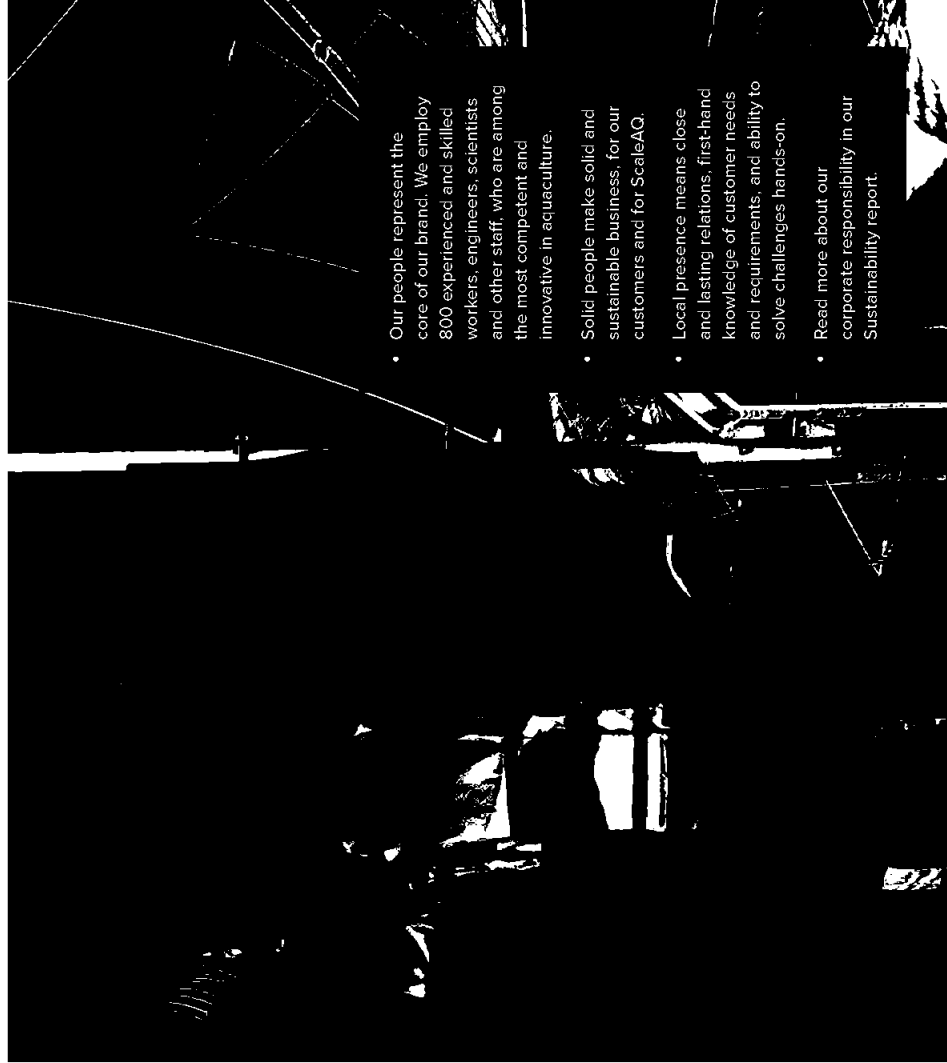 • Our people represent the
core of our brand. We employ
800 experienced and skilled
workers, engineers, scientists
and other staff, who are among
the most competent and
innovative in aquaculture.
• Solid people make solid and
sustainable business, for our
customers and for ScaleAQ.
• Local presence means close
and lasting relations, first-hand
knowledge of customer needs
and requirements, and ability to
solve challenges hands-on.
• Read more about our
corporate responsibility in our
Sustainability report.